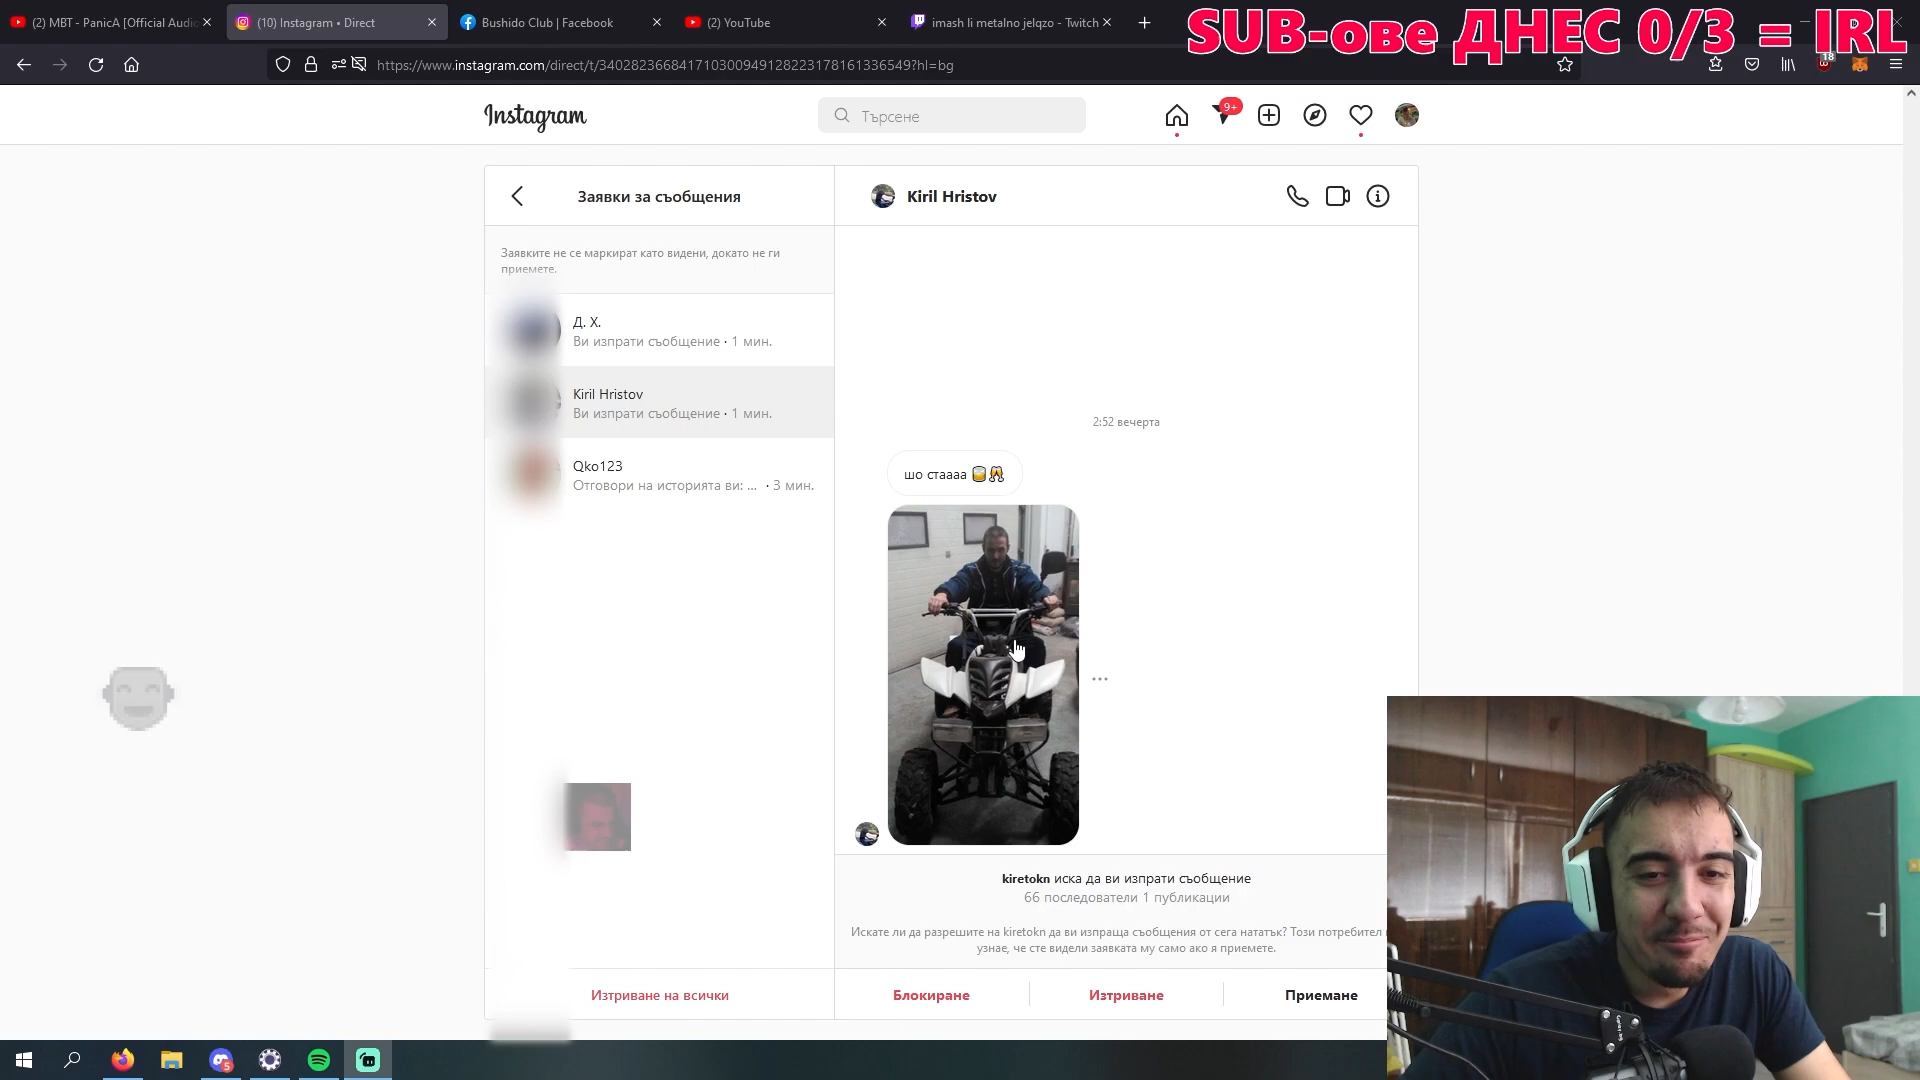 (2) MBT - PanicA [Official Audio
(10) Instagram • Direct
Bushido Club | Facebook
(2) YouTube
imash li metalno jelqzo - Twitch
SUB-ове ДНЕС 0/3 = IRL
https://www.instagram.com/direct/t/340282366841710300949128223178161336549?hl=bg
18
Instagram
Търсене
9+
Заявки за съобщения
Kiril Hristov
Заявките не се маркират като видени, докато не ги
приемете.
Д. Х.
Ви изпрати съобщение · 1 мин.
Kiril Hristov
Ви изпрати съобщение · 1 мин.
Qko123
Отговори на историята ви: ... · 3 мин.
2:52 вечерта
шо стаааа 🥃🥂
kiretokn иска да ви изпрати съобщение
66 последователи 1 публикации
Искате ли да разрешите на kiretokn да ви изпраща съобщения от сега нататък? Този потребител
узнае, че сте видели заявката му само ако я приемете.
Изтриване на всички
Блокиране
Изтриване
Приемане
5